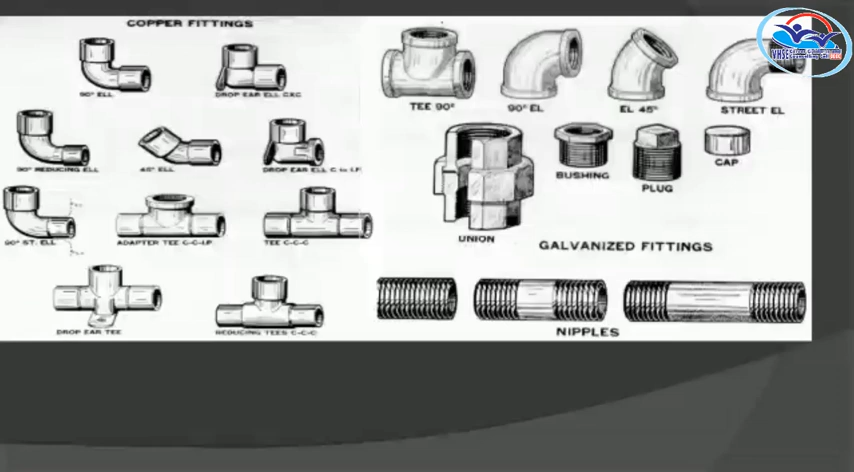 COPPER FITTINGS
90° ELL
DROP EAR ELL CXC
90° REDUCING ELL
45° ELL
DROP EAR ELL C to I.P.
90° ST. ELL
ADAPTER TEE C-C-I.P.
TEE C-C-C
DROP EAR TEE
REDUCING TEES C-C-C
TEE 90°
90° EL
EL 45°
STREET EL
UNION
BUSHING
PLUG
CAP
GALVANIZED FITTINGS
NIPPLES
VHSE